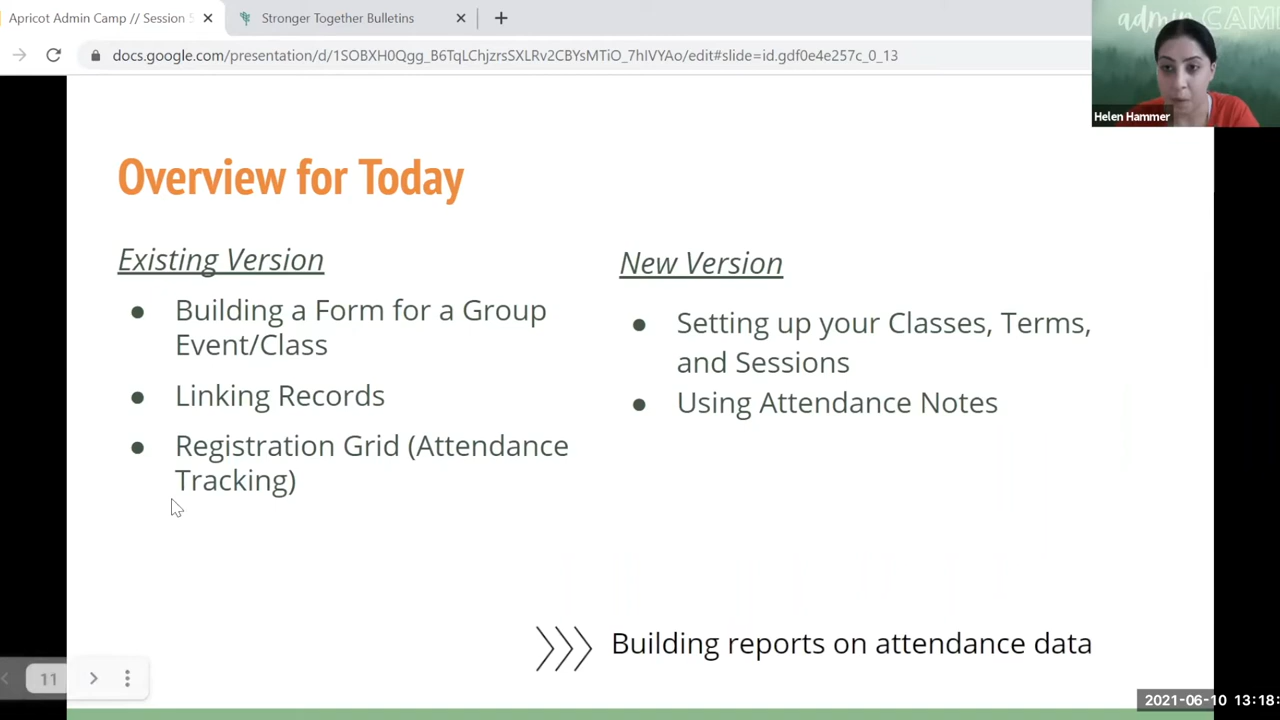 Apricot Admin Camp // Session 5
Stronger Together Bulletins
docs.google.com/presentation/d/1SOBXH0Qgg_B6TqLChjzrsSXLRv2CBYsMTiO_7hIVYAo/edit#slide=id.gdf0e4e257c_0_13
admin CAMP
Helen Hammer
Overview for Today
Existing Version
● Building a Form for a Group
Event/Class
● Linking Records
● Registration Grid (Attendance
Tracking)
New Version
● Setting up your Classes, Terms,
and Sessions
● Using Attendance Notes
Building reports on attendance data
11
2021-06-10 13:18: